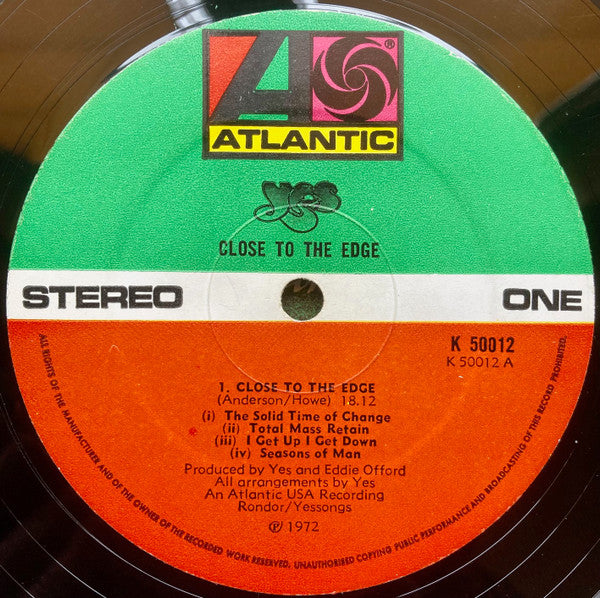 ®
ATLANTIC
yes
CLOSE TO THE EDGE
STEREO
ONE
K 50012
K 50012 A
1. CLOSE TO THE EDGE
(Anderson/Howe) 18.12
(i) The Solid Time of Change
(ii) Total Mass Retain
(iii) I Get Up I Get Down
(iv) Seasons of Man
Produced by Yes and Eddie Offord
All arrangements by Yes
An Atlantic USA Recording
Rondor/Yessongs
℗ 1972
ALL RIGHTS OF THE MANUFACTURER AND OF THE OWNER OF THE RECORDED WORK RESERVED, UNAUTHORISED COPYING PUBLIC PERFORMANCE AND BROADCASTING OF THIS RECORD PROHIBITED.